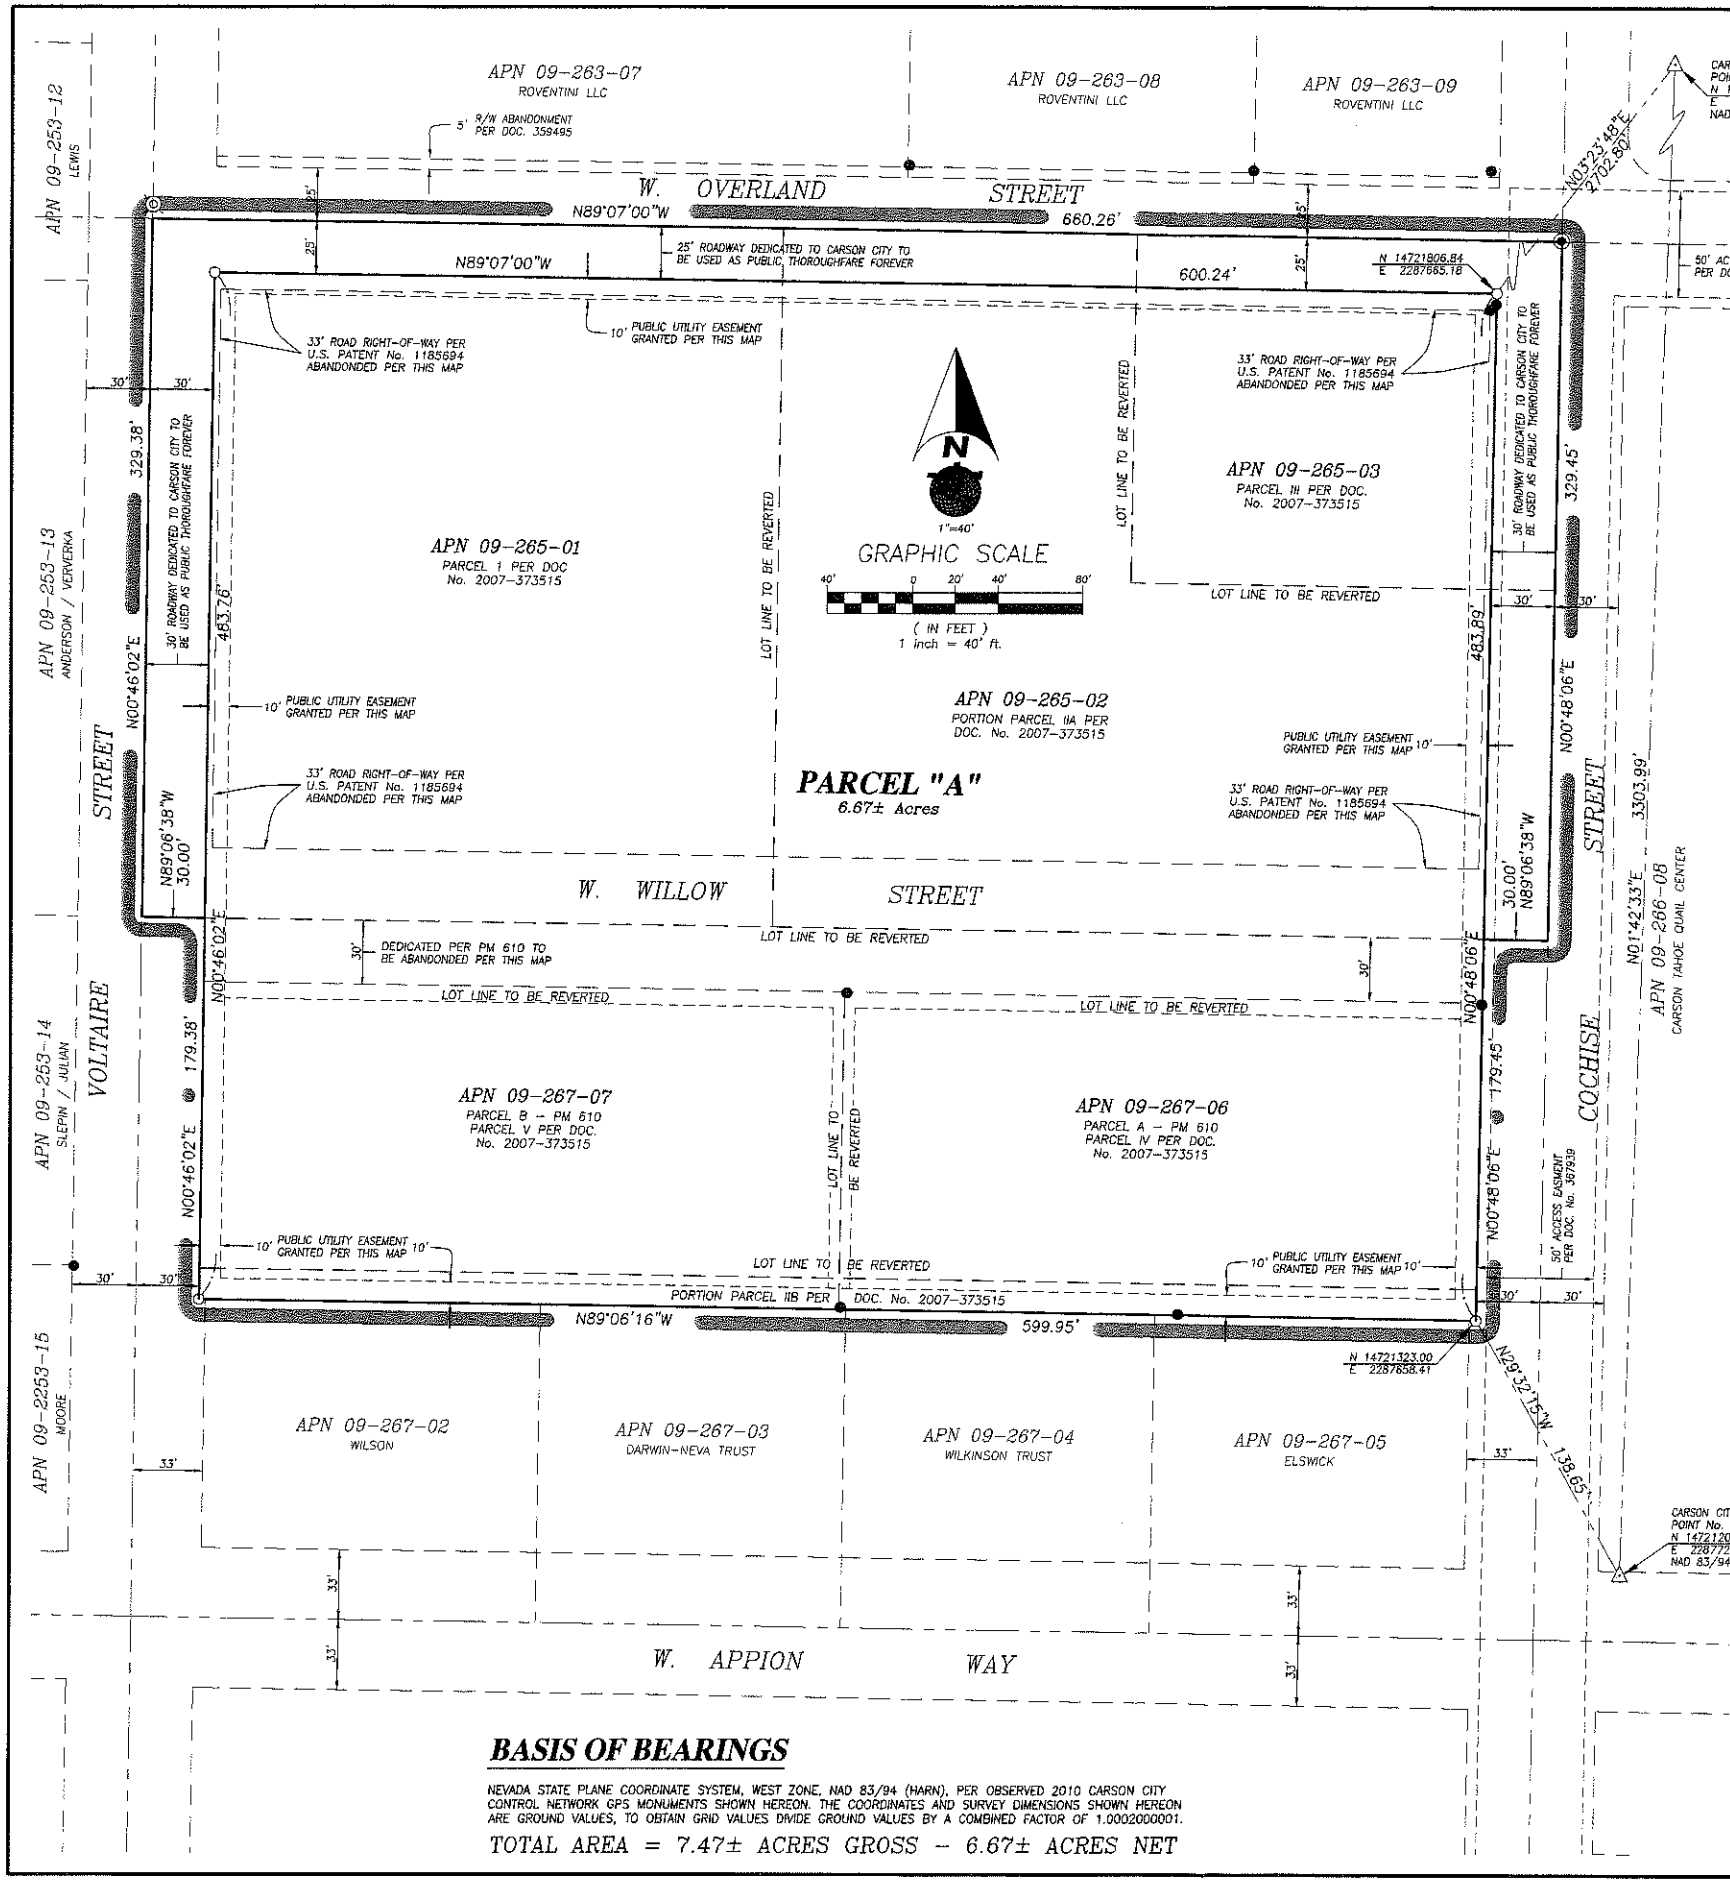 APN 09-263-07
ROVENTINI LLC
APN 09-263-08
ROVENTINI LLC
APN 09-263-09
ROVENTINI LLC
5' R/W ABANDONMENT
PER DOC. 359495
N03°23'48"E
2702.80'
APN 09-253-12
LEWIS
W. OVERLAND STREET
25'
25'
N89°07'00"W
660.26'
25'
25'
N89°07'00"W
25' ROADWAY DEDICATED TO CARSON CITY TO
BE USED AS PUBLIC THOROUGHFARE FOREVER
600.24'
N 14721806.84
E 2287665.18
10' PUBLIC UTILITY EASEMENT
GRANTED PER THIS MAP
33' ROAD RIGHT-OF-WAY PER
U.S. PATENT No. 1185694
ABANDONDED PER THIS MAP
33' ROAD RIGHT-OF-WAY PER
U.S. PATENT No. 1185694
ABANDONDED PER THIS MAP
30'
30'
329.38'
30' ROADWAY DEDICATED TO CARSON CITY TO
BE USED AS PUBLIC THOROUGHFARE FOREVER
483.76'
N00°46'02"E
APN 09-265-01
PARCEL 1 PER DOC
No. 2007-373515
LOT LINE TO BE REVERTED
N
1"=40'
GRAPHIC SCALE
40' 0 20' 40' 80'
( IN FEET )
1 inch = 40' ft.
LOT LINE TO BE REVERTED
APN 09-265-03
PARCEL III PER DOC.
No. 2007-373515
LOT LINE TO BE REVERTED
30' ROADWAY DEDICATED TO CARSON CITY TO
BE USED AS PUBLIC THOROUGHFARE FOREVER
329.45'
30'
30'
483.89'
N00°48'06"E
APN 09-253-13
ANDERSON / VERVERKA
10' PUBLIC UTILITY EASEMENT
GRANTED PER THIS MAP
APN 09-265-02
PORTION PARCEL IIA PER
DOC. No. 2007-373515
PUBLIC UTILITY EASEMENT
GRANTED PER THIS MAP 10'
PARCEL "A"
6.67± Acres
33' ROAD RIGHT-OF-WAY PER
U.S. PATENT No. 1185694
ABANDONDED PER THIS MAP
33' ROAD RIGHT-OF-WAY PER
U.S. PATENT No. 1185694
ABANDONDED PER THIS MAP
VOLTAIRE STREET
COCHISE STREET
N89°06'38"W
30.00'
30.00'
N89°06'38"W
N01°42'33"E 3303.99'
APN 09-266-08
CARSON TAHOE QUAIL CENTER
W. WILLOW STREET
N00°46'02"E
N00°48'06"E
30'
DEDICATED PER PM 610 TO
BE ABANDONED PER THIS MAP
LOT LINE TO BE REVERTED
30'
LOT LINE TO BE REVERTED
LOT LINE TO BE REVERTED
APN 09-253-14
SLEPIN / JULIAN
179.38'
N00°46'02"E
APN 09-267-07
PARCEL B - PM 610
PARCEL V PER DOC.
No. 2007-373515
LOT LINE TO
BE REVERTED
APN 09-267-06
PARCEL A - PM 610
PARCEL IV PER DOC.
No. 2007-373515
179.45'
N00°48'06"E
50' ACCESS EASMENT
PER DOC. No. 367939
10' PUBLIC UTILITY EASEMENT
GRANTED PER THIS MAP 10'
LOT LINE TO BE REVERTED
10' PUBLIC UTILITY EASEMENT
GRANTED PER THIS MAP 10'
30'
30'
PORTION PARCEL IIB PER DOC. No. 2007-373515
30'
30'
N89°06'16"W
599.95'
N 14721323.00
E 2287658.41
N29°32'15"W 138.65'
APN 09-2253-15
MOORE
APN 09-267-02
WILSON
APN 09-267-03
DARWIN-NEVA TRUST
APN 09-267-04
WILKINSON TRUST
APN 09-267-05
ELSWICK
33'
33'
CARSON CIT
POINT No.
N 1472120
E 228772
NAD 83/94
33'
33'
33'
33'
W. APPION WAY
BASIS OF BEARINGS
NEVADA STATE PLANE COORDINATE SYSTEM, WEST ZONE, NAD 83/94 (HARN), PER OBSERVED 2010 CARSON CITY
CONTROL NETWORK GPS MONUMENTS SHOWN HEREON. THE COORDINATES AND SURVEY DIMENSIONS SHOWN HEREON
ARE GROUND VALUES, TO OBTAIN GRID VALUES DIVIDE GROUND VALUES BY A COMBINED FACTOR OF 1.0002000001.
TOTAL AREA = 7.47± ACRES GROSS - 6.67± ACRES NET